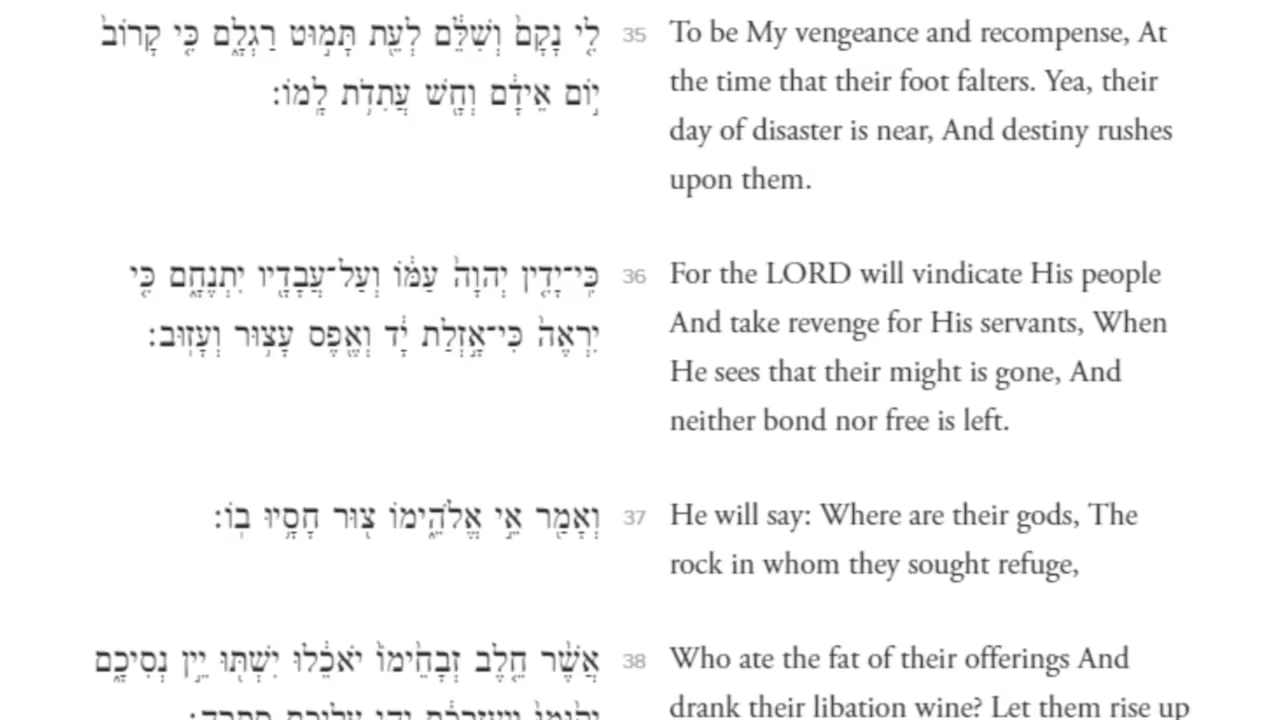 לִ֤י נָקָם֙ וְשִׁלֵּ֔ם לְעֵ֖ת תָּמ֣וּט רַגְלָ֑ם כִּ֤י קָרוֹב֙
י֣וֹם אֵידָ֔ם וְחָ֖שׁ עֲתִדֹ֥ת לָֽמוֹ׃
35
To be My vengeance and recompense, At
the time that their foot falters. Yea, their
day of disaster is near, And destiny rushes
upon them.
כִּֽי־יָדִ֤ין יְהוָה֙ עַמּ֔וֹ וְעַל־עֲבָדָ֖יו יִתְנֶחָ֑ם כִּ֤י
יִרְאֶה֙ כִּי־אָ֣זְלַת יָ֔ד וְאֶ֖פֶס עָצ֥וּר וְעָזֽוּב׃
36
For the LORD will vindicate His people
And take revenge for His servants, When
He sees that their might is gone, And
neither bond nor free is left.
וְאָמַ֖ר אֵ֣י אֱלֹהֵ֑ימוֹ צ֖וּר חָסָ֥יוּ בֽוֹ׃
37
He will say: Where are their gods, The
rock in whom they sought refuge,
אֲשֶׁ֨ר חֵ֤לֶב זְבָחֵ֙ימוֹ֙ יֹאכֵ֔לוּ יִשְׁתּ֖וּ יֵ֣ין נְסִיכָ֑ם
38
Who ate the fat of their offerings And
drank their libation wine? Let them rise up